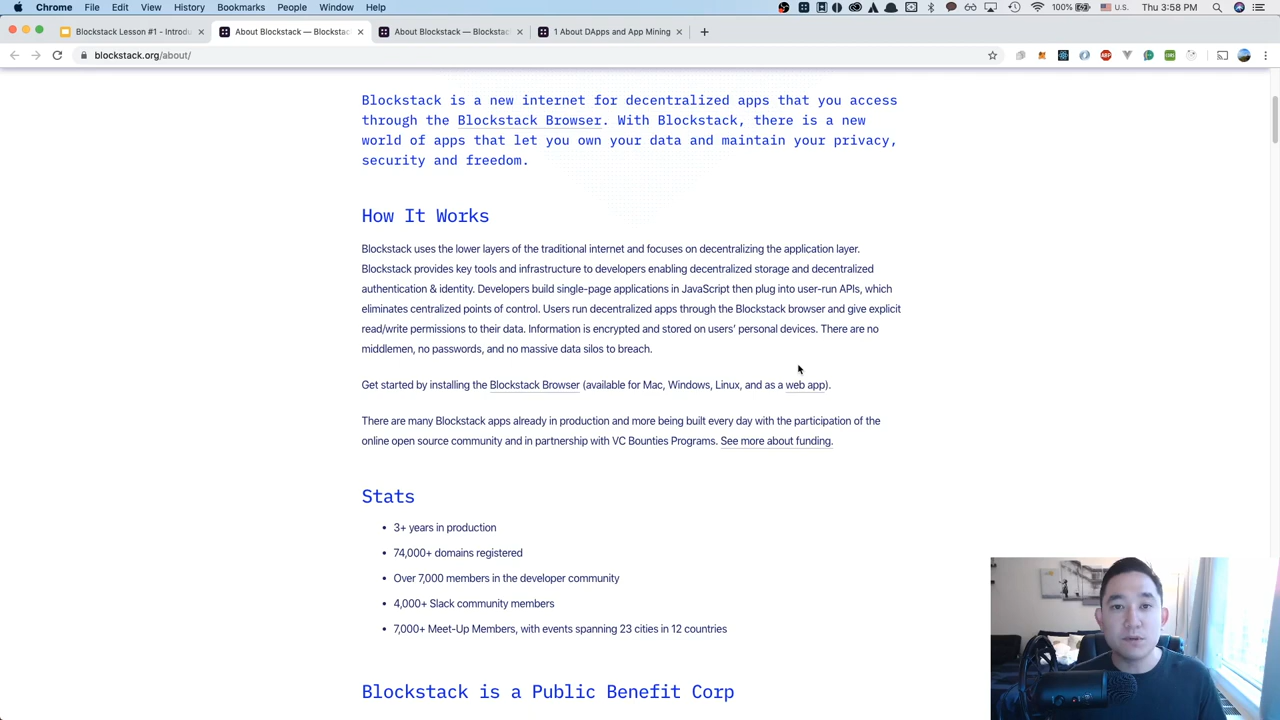 Chrome File Edit View History Bookmarks People Window Help 100% U.S. Thu 3:58 PM
Blockstack Lesson #1 - Introdu × About Blockstack — Blockstac × About Blockstack — Blockstac × 1 About DApps and App Mining × +
blockstack.org/about/
Blockstack is a new internet for decentralized apps that you access
through the Blockstack Browser. With Blockstack, there is a new
world of apps that let you own your data and maintain your privacy,
security and freedom.
How It Works
Blockstack uses the lower layers of the traditional internet and focuses on decentralizing the application layer.
Blockstack provides key tools and infrastructure to developers enabling decentralized storage and decentralized
authentication & identity. Developers build single-page applications in JavaScript then plug into user-run APIs, which
eliminates centralized points of control. Users run decentralized apps through the Blockstack browser and give explicit
read/write permissions to their data. Information is encrypted and stored on users’ personal devices. There are no
middlemen, no passwords, and no massive data silos to breach.
Get started by installing the Blockstack Browser (available for Mac, Windows, Linux, and as a web app).
There are many Blockstack apps already in production and more being built every day with the participation of the
online open source community and in partnership with VC Bounties Programs. See more about funding.
Stats
• 3+ years in production
• 74,000+ domains registered
• Over 7,000 members in the developer community
• 4,000+ Slack community members
• 7,000+ Meet-Up Members, with events spanning 23 cities in 12 countries
Blockstack is a Public Benefit Corp